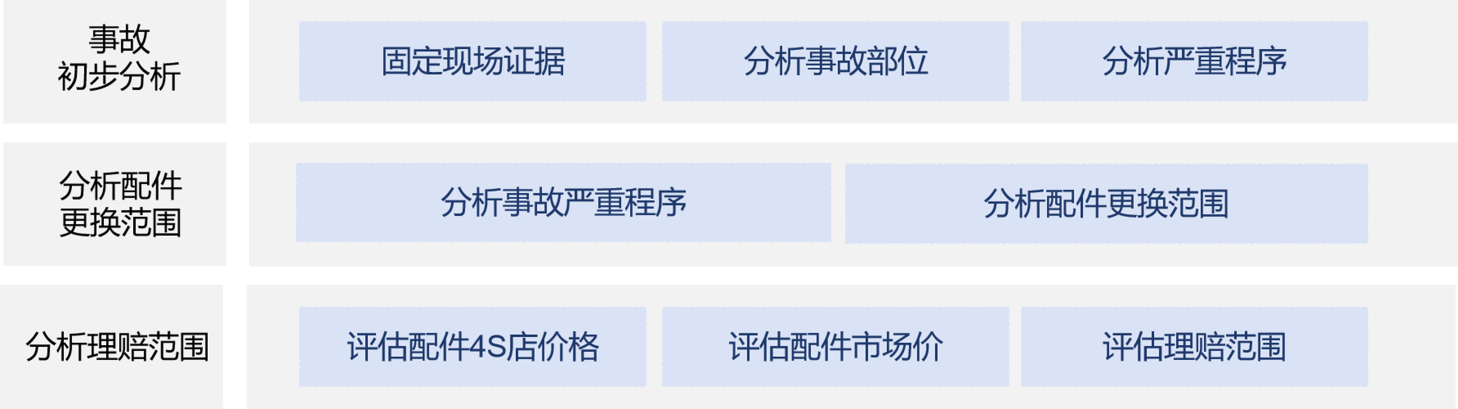 事故
初步分析
固定现场证据
分析事故部位
分析严重程序
分析配件
更换范围
分析事故严重程序
分析配件更换范围
分析理赔范围
评估配件4S店价格
评估配件市场价
评估理赔范围